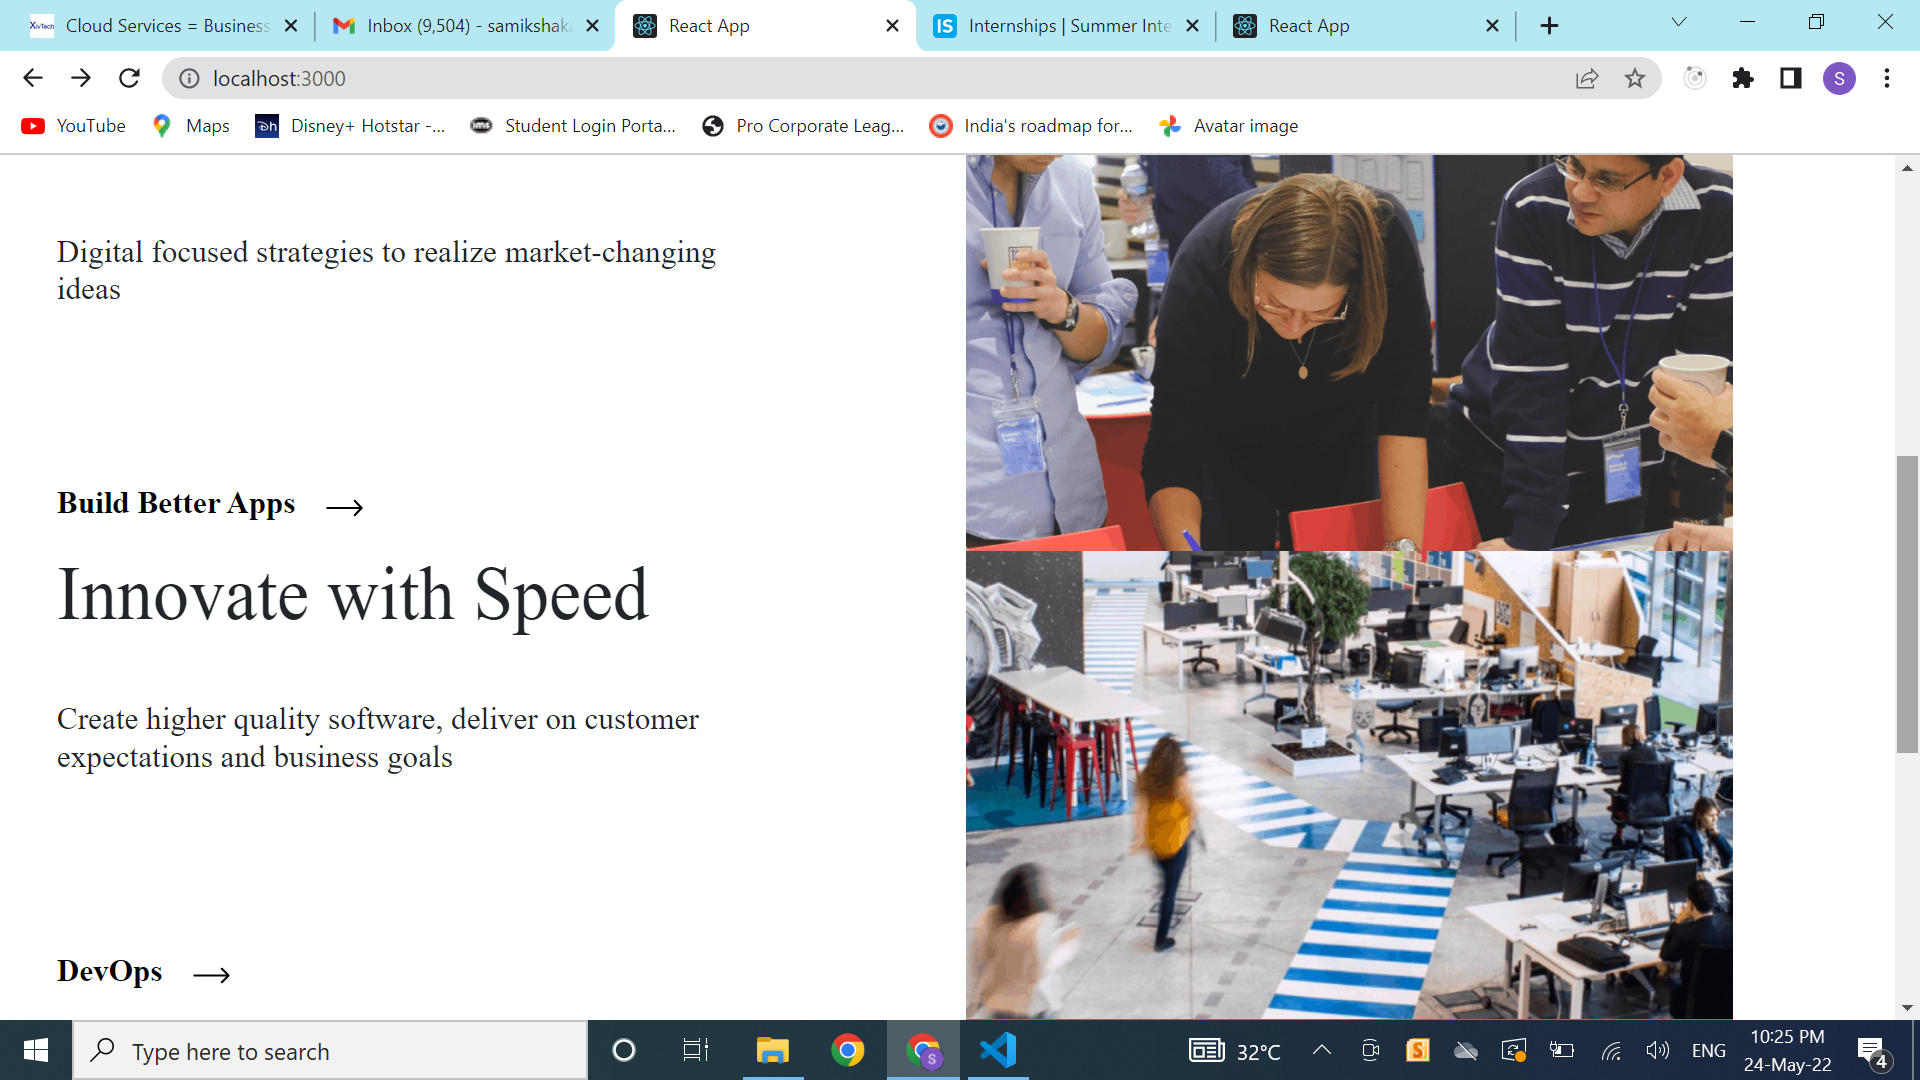 XivTech
Cloud Services = Business
Inbox (9,504) - samikshaka
React App
IS
Internships | Summer Inte
React App
localhost:3000
S
YouTube
Maps
Disney+ Hotstar -...
Student Login Porta...
Pro Corporate Leag...
India's roadmap for...
Avatar image
Digital focused strategies to realize market-changing
ideas
Build Better Apps
Innovate with Speed
Create higher quality software, deliver on customer
expectations and business goals
DevOps
Type here to search
S
32°C
S
ENG
10:25 PM
24-May-22
4